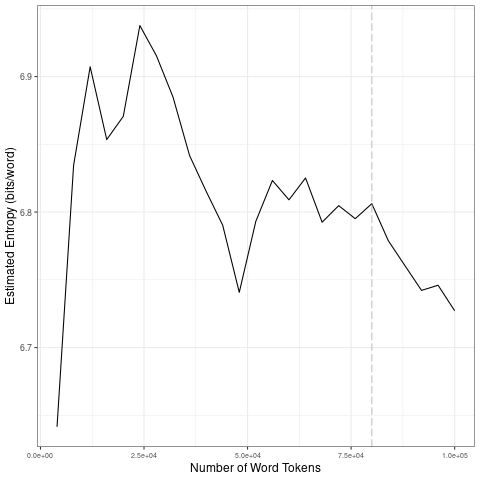 Estimated Entropy (bits/word)
6.9
6.8
6.7
0.0e+00 2.5e+04 5.0e+04 7.5e+04 1.0e+05
Number of Word Tokens